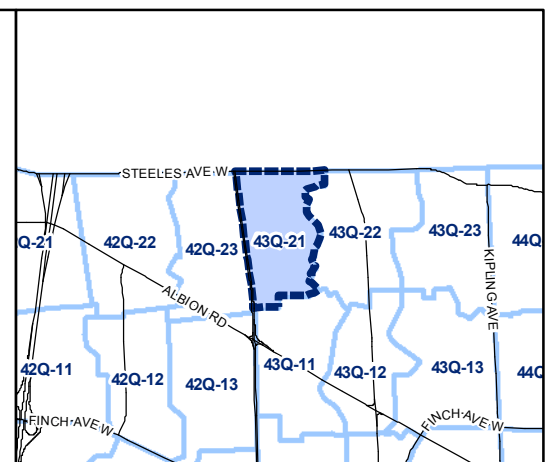 STEELES AVE W
Q-21
42Q-22
42Q-23
43Q-21
43Q-22
43Q-23
44Q
KIPLING AVE
ALBION RD
42Q-11
42Q-12
42Q-13
43Q-11
43Q-12
43Q-13
44Q
FINCH AVE W
FINCH AVE W